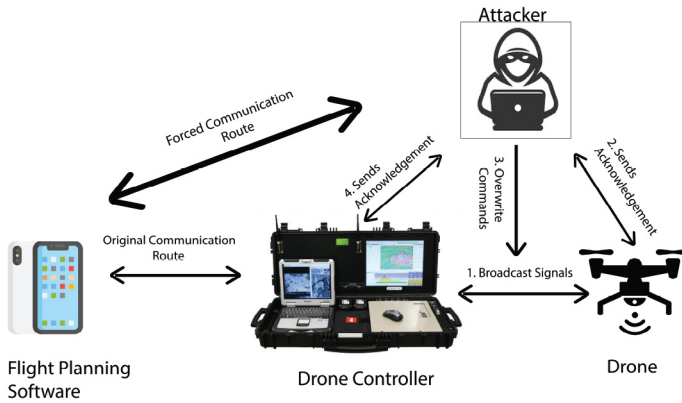 Attacker
Forced Communication
Route
4. Sends
Acknowledgement
3. Overwrite
Commands
2. Sends
Acknowledgement
Original Communication
Route
1. Broadcast Signals
Flight Planning
Software
Drone Controller
Drone